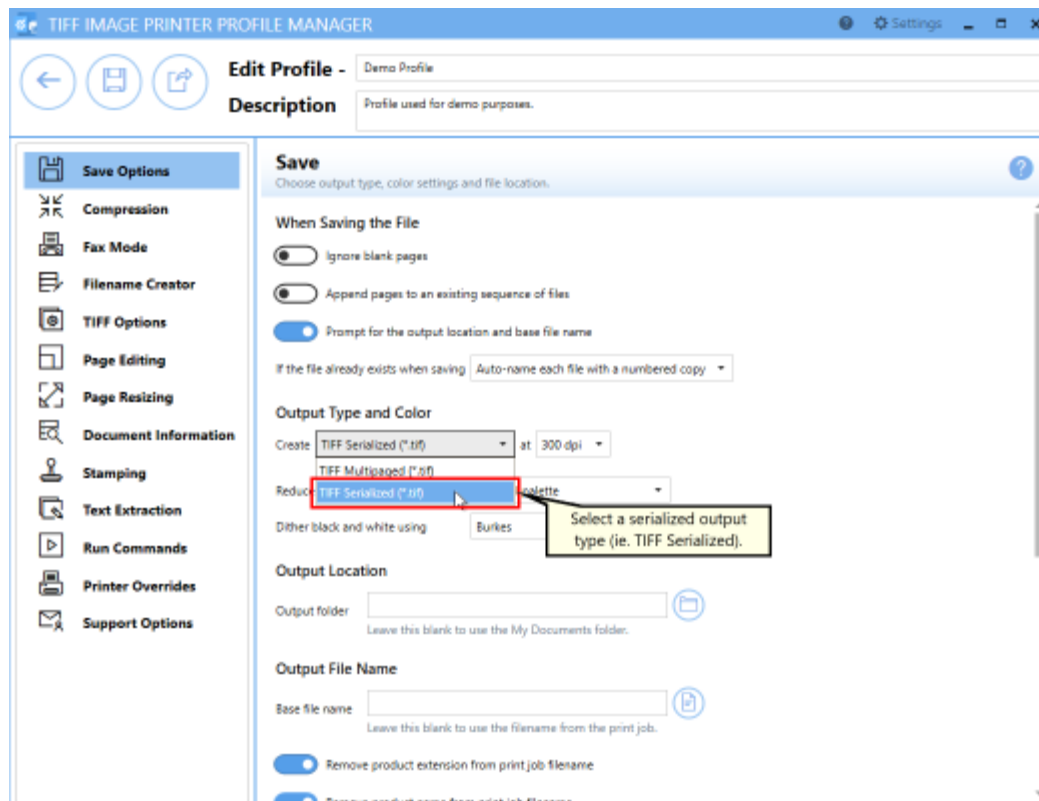 TIFF IMAGE PRINTER PROFILE MANAGER
Settings
Edit Profile - Demo Profile
Description Profile used for demo purposes.
Save Options
Compression
Fax Mode
Filename Creator
TIFF Options
Page Editing
Page Resizing
Document Information
Stamping
Text Extraction
Run Commands
Printer Overrides
Support Options
Save
Choose output type, color settings and file location.
When Saving the File
Ignore blank pages
Append pages to an existing sequence of files
Prompt for the output location and base file name
If the file already exists when saving Auto-name each file with a numbered copy
Output Type and Color
Create TIFF Serialized (*.tif) at 300 dpi
TIFF Multipaged (*.tif)
Reduce TIFF Serialized (*.tif) palette
Select a serialized output
type (ie. TIFF Serialized).
Dither black and white using Burkes
Output Location
Output folder
Leave this blank to use the My Documents folder.
Output File Name
Base file name
Leave this blank to use the filename from the print job.
Remove product extension from print job filename
Remove product name from print job filename